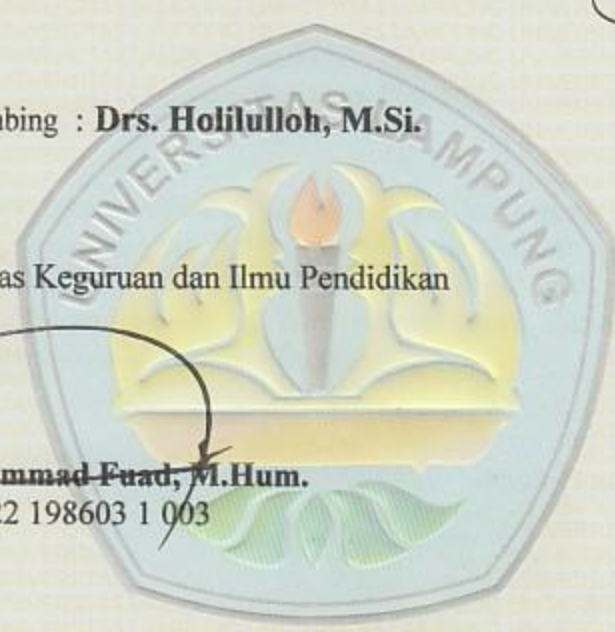 UNIVERSITAS LAMPUNG
bing : Drs. Holilulloh, M.Si.
as Keguruan dan Ilmu Pendidikan
mmad Fuad, M.Hum.
2 198603 1 003